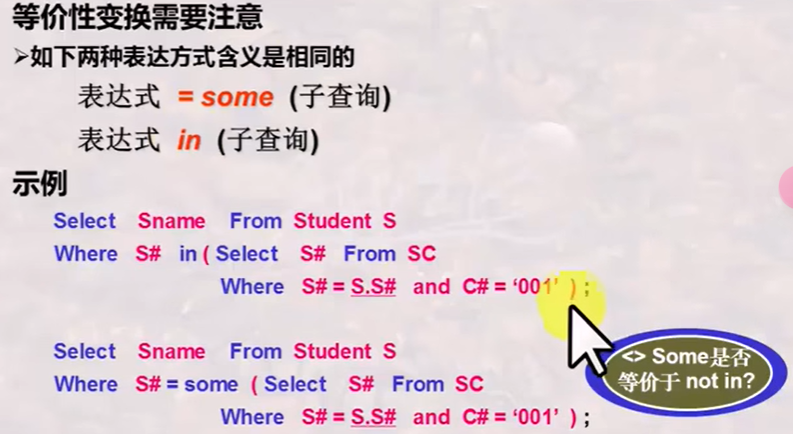 等价性变换需要注意
➢如下两种表达方式含义是相同的
表达式 = some (子查询)
表达式 in (子查询)
示例
Select Sname From Student S
Where S# in ( Select S# From SC
Where S# = S.S# and C# = ‘001’ ) ;
Select Sname From Student S
Where S# = some ( Select S# From SC
Where S# = S.S# and C# = ‘001’ ) ;
<> Some是否
等价于 not in?